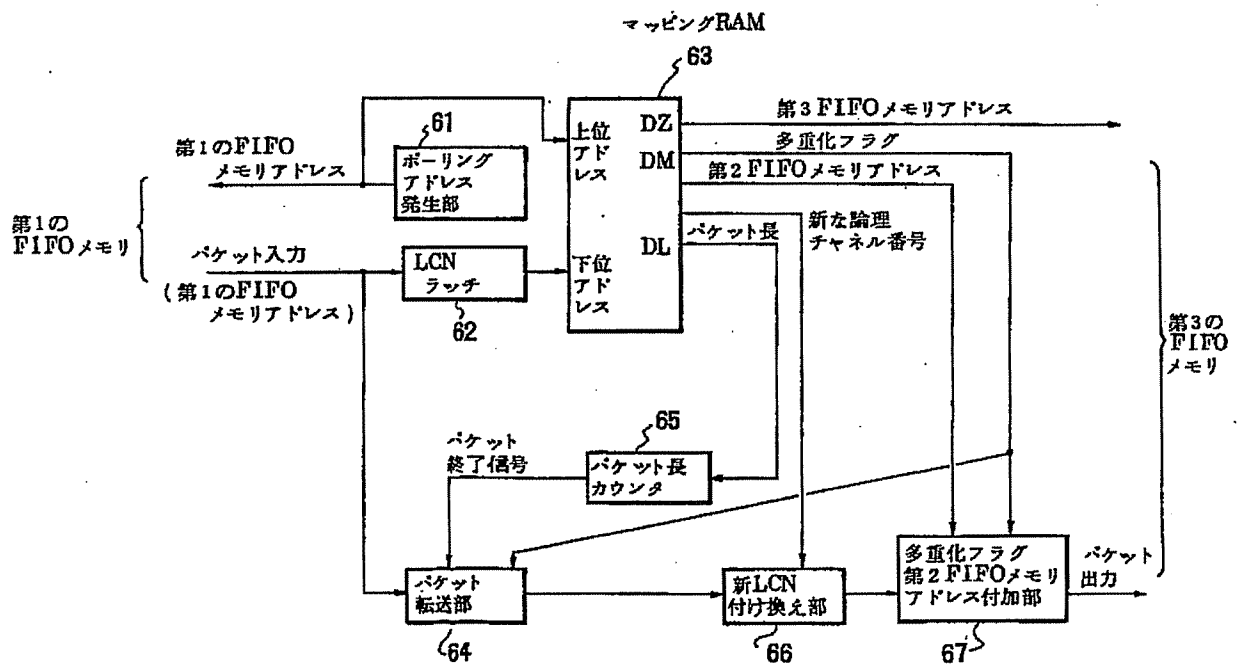 マッピングRAM
63
第1のFIFO
メモリアドレス
61
ポーリング
アドレス
発生部
上位
アド
レス
DZ
第3FIFOメモリアドレス
多重化フラグ
DM
第2FIFOメモリアドレス
第1の
FIFOメモリ
パケット入力
(第1のFIFO
メモリアドレス)
LCN
ラッチ
62
下位
アド
レス
新な論理
チャネル番号
パケット長
DL
第3の
FIFO
メモリ
65
パケット
終了信号
パケット長
カウンタ
パケット
転送部
64
新LCN
付け換え部
66
多重化フラグ
第2FIFOメモリ
アドレス付加部
67
パケット
出力